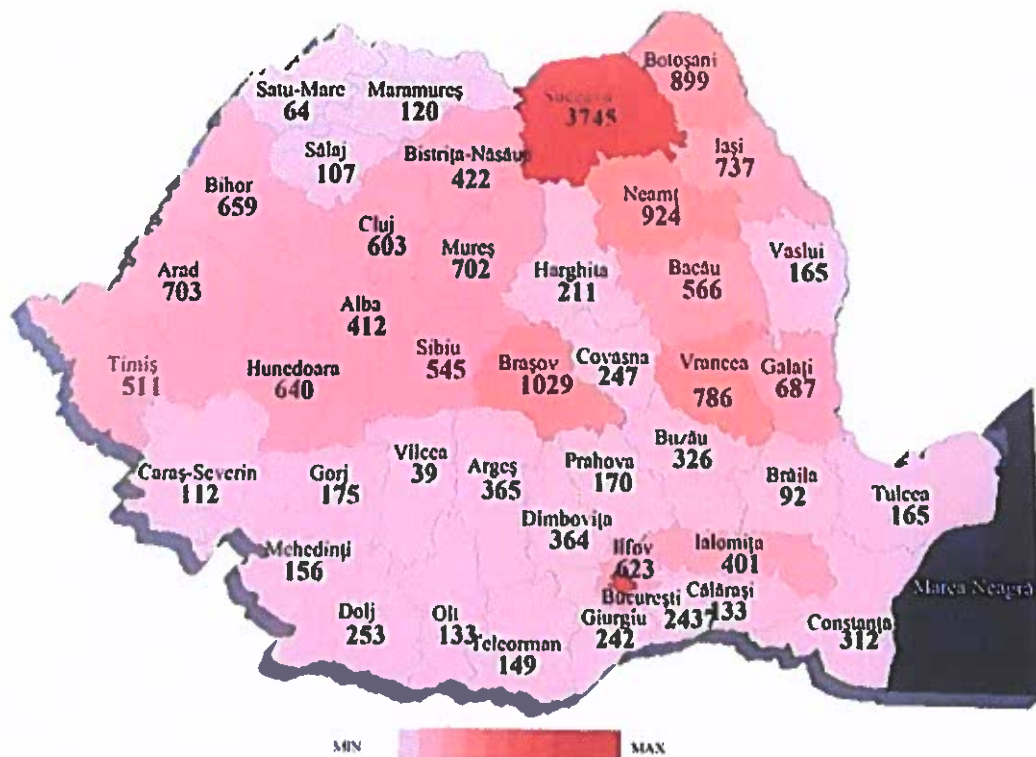 Botoșani
899
Satu-Mare
64
Maramureș
120
Suceava
3745
Iași
737
Sălaj
107
Bistrița-Năsăud
422
Bihor
659
Neamț
924
Cluj
603
Mureș
702
Vaslui
165
Arad
703
Harghita
211
Bacău
566
Alba
412
Timiș
511
Hunedoara
640
Sibiu
545
Brașov
1029
Covasna
247
Vrancea
786
Galați
687
Caraș-Severin
112
Gorj
175
Vîlcea
39
Argeș
365
Prahova
170
Buzău
326
Brăila
92
Tulcea
165
Dimbovița
364
Ilfov
623
Ialomița
401
Mehedinți
156
București
2437
Călărași
133
Marea Neagră
Dolj
253
Olt
133
Teleorman
149
Giurgiu
242
Constanța
312
MIN MAX